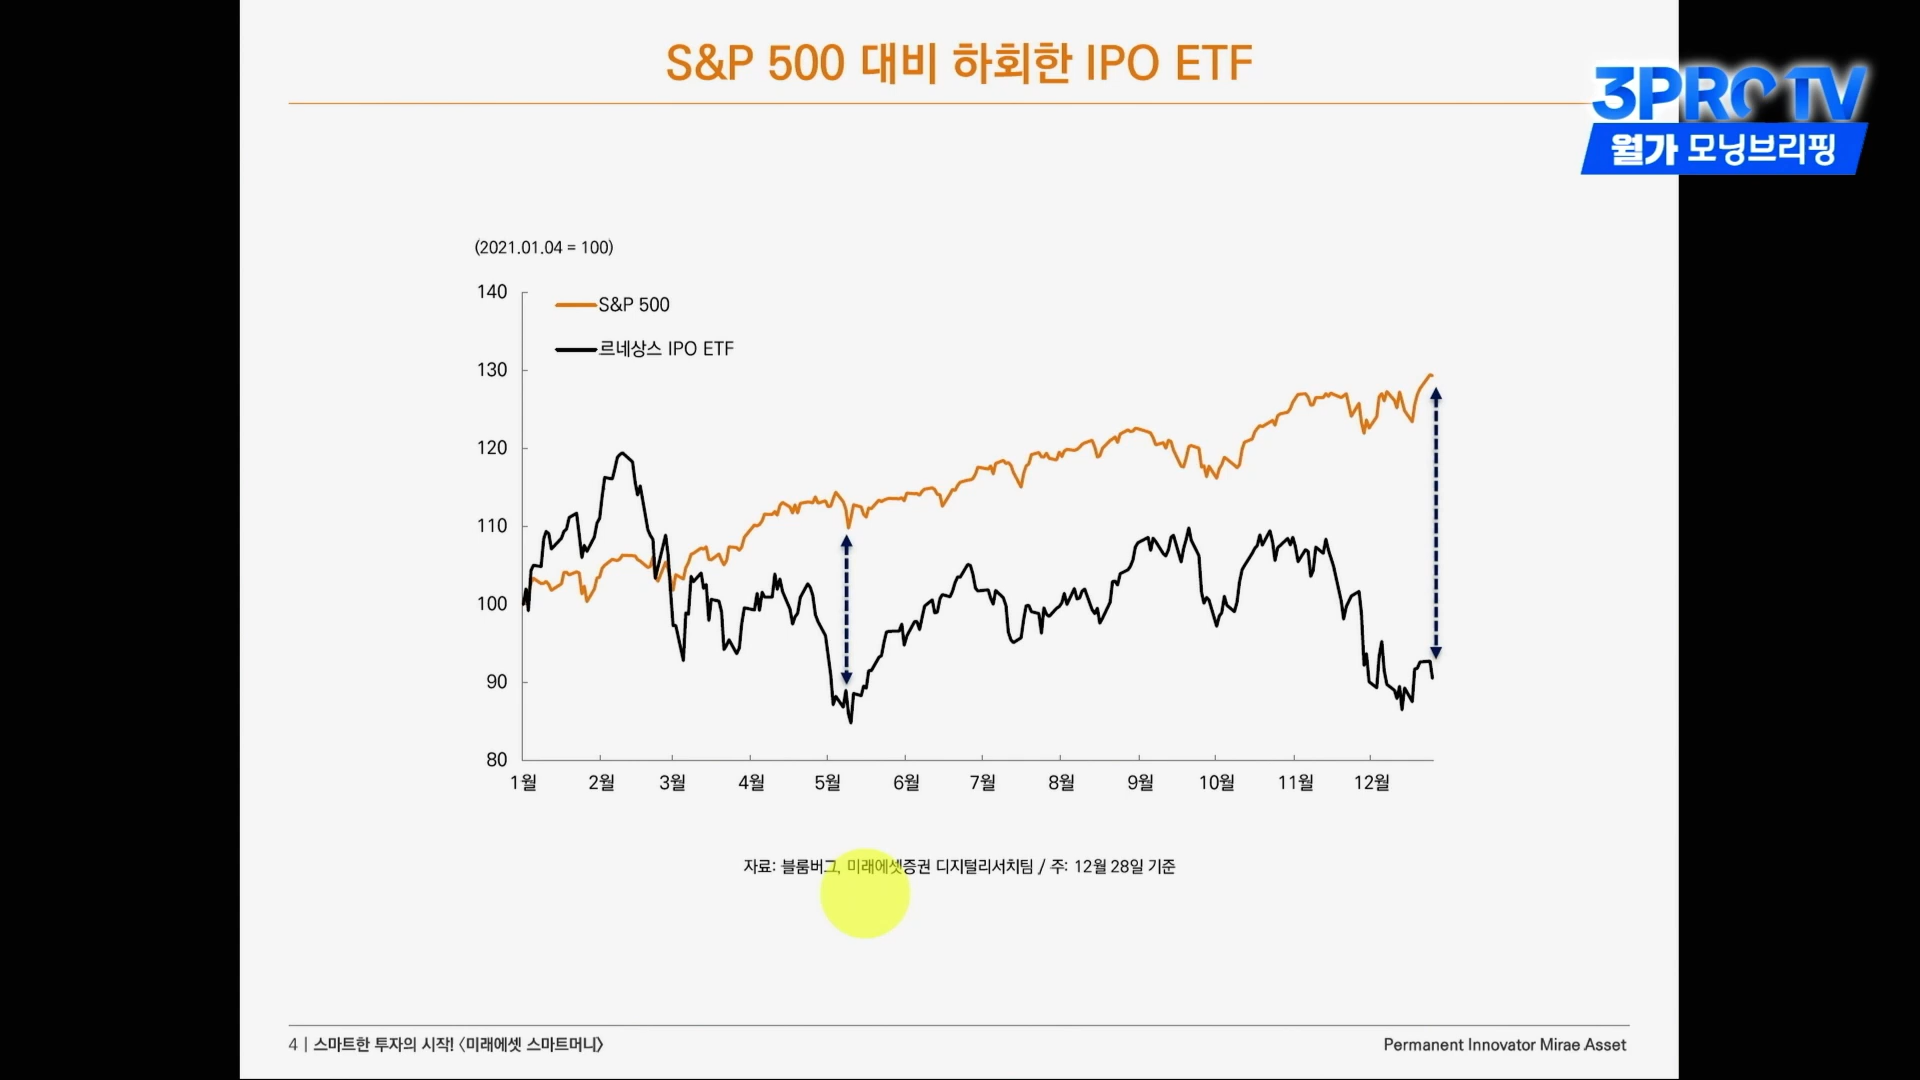 S&P 500 대비 하회한 IPO ETF
3PRO TV
월가 모닝브리핑
(2021.01.04 = 100)
140
130
120
110
100
90
80
S&P 500
르네상스 IPO ETF
1월 2월 3월 4월 5월 6월 7월 8월 9월 10월 11월 12월
자료: 블룸버그, 미래에셋증권 디지털리서치팀 / 주: 12월 28일 기준
4 | 스마트한 투자의 시작! 〈미래에셋 스마트머니〉
Permanent Innovator Mirae Asset